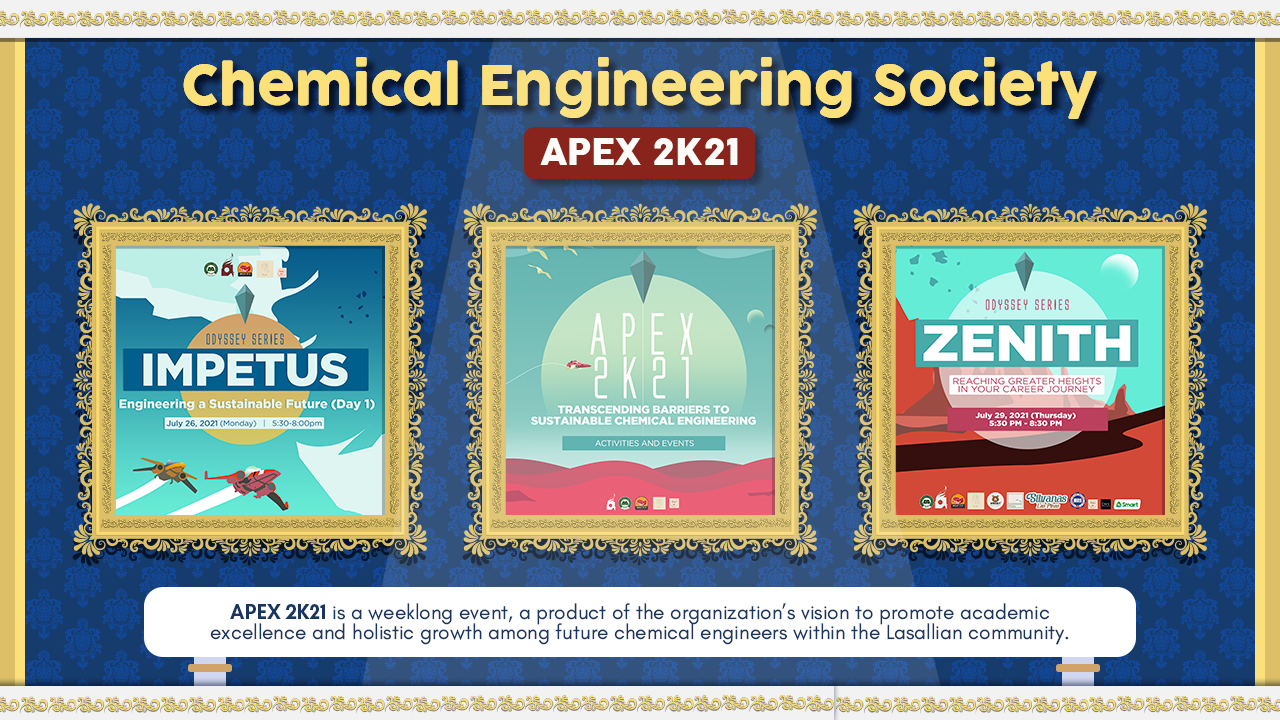 Chemical Engineering Society
APEX 2K21
ODYSSEY SERIES
IMPETUS
Engineering a Sustainable Future (Day 1)
July 26, 2021 (Monday) | 5:30-8:00pm
APEX
2K21
TRANSCENDING BARRIERS TO
SUSTAINABLE CHEMICAL ENGINEERING
ACTIVITIES AND EVENTS
ODYSSEY SERIES
ZENITH
REACHING GREATER HEIGHTS
IN YOUR CAREER JOURNEY
July 29, 2021 (Thursday)
5:30 PM - 8:30 PM
Silvanas
Smart
APEX 2K21 is a weeklong event, a product of the organization's vision to promote academic
excellence and holistic growth among future chemical engineers within the Lasallian community.